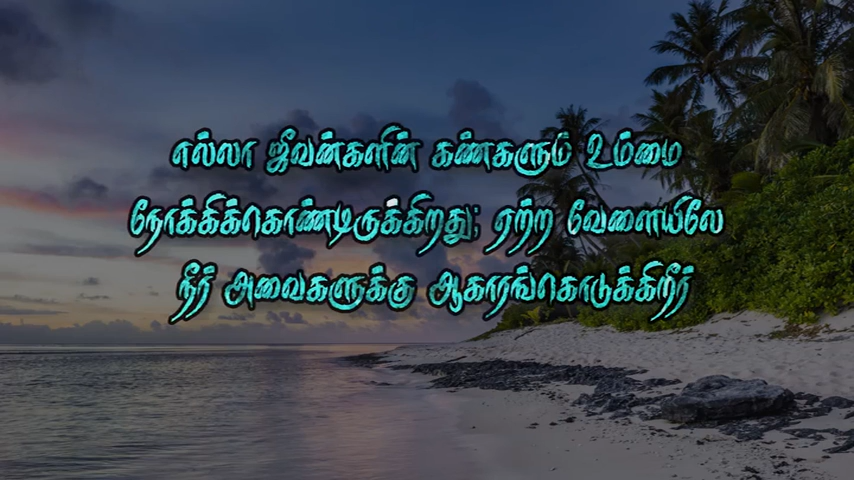 எல்லா ஜீவன்களின் கண்களும் உம்மை
நோக்கிக்கொண்டிருக்கிறது; ஏற்ற வேளையிலே
நீர் அவைகளுக்கு ஆகாரங்கொடுக்கிறீர்